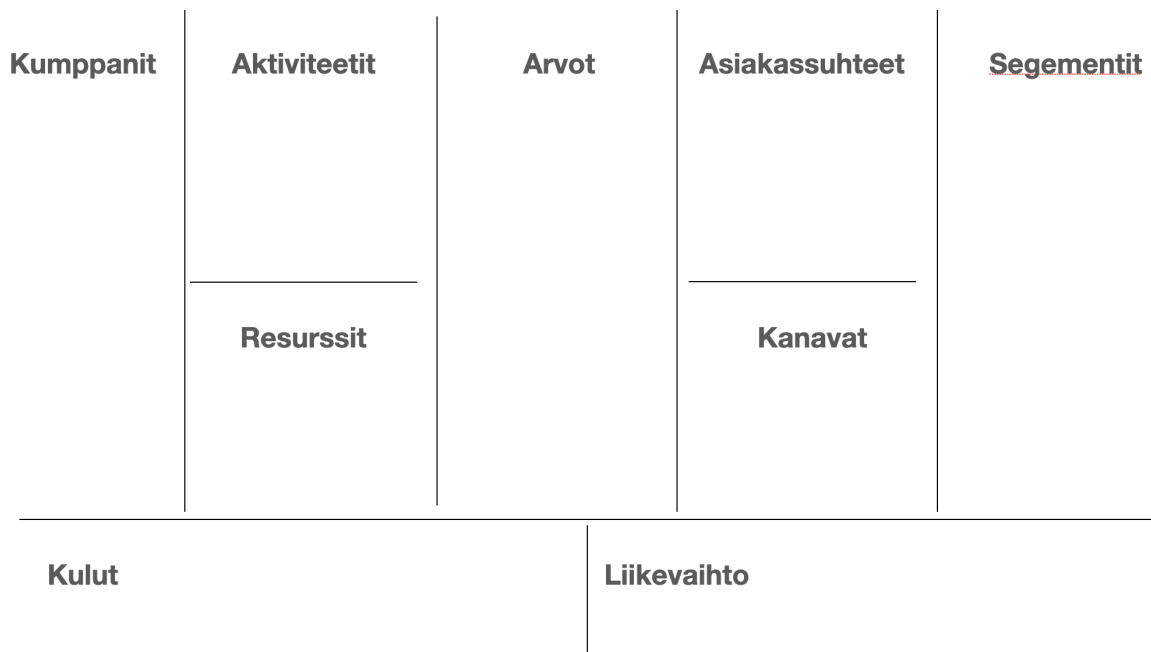 Kumppanit
Aktiviteetit
Arvot
Asiakassuhteet
Segementit
Resurssit
Kanavat
Kulut
Liikevaihto